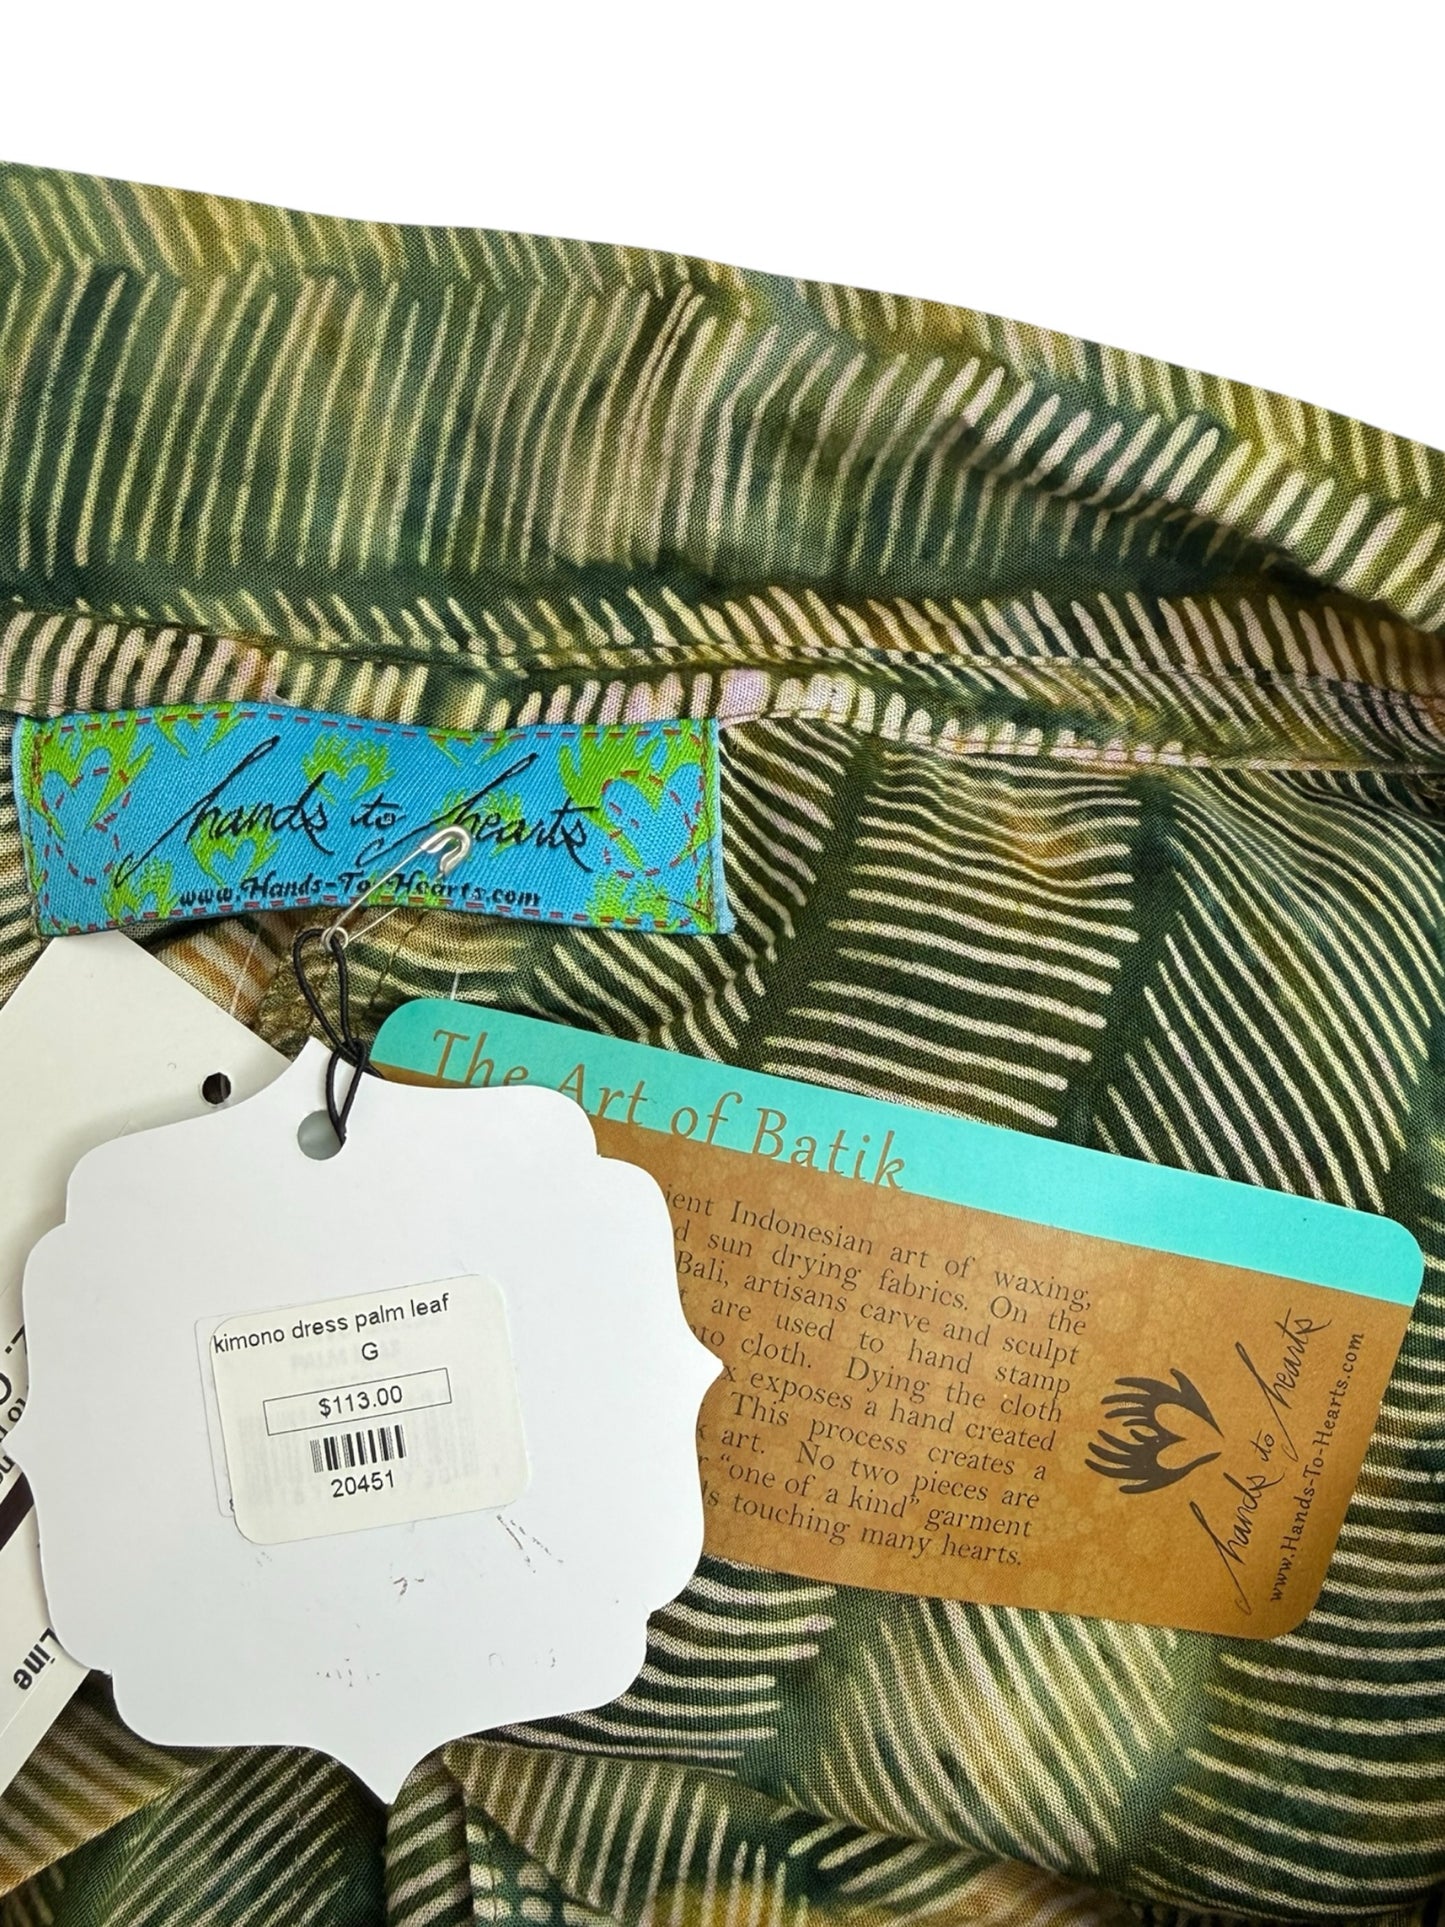 hands to hearts
www.Hands-To-Hearts.com
The Art of Batik
Indonesian art of waxing,
sun drying fabrics. On the
Bali, artisans carve and sculpt
are used to hand stamp
cloth. Dying the cloth
exposes a hand created
This process creates a
art. No two pieces are
"one of a kind" garment
touching many hearts.
hands to hearts
www.Hands-To-Hearts.com
kimono dress palm leaf
G
$113.00
20451
Line